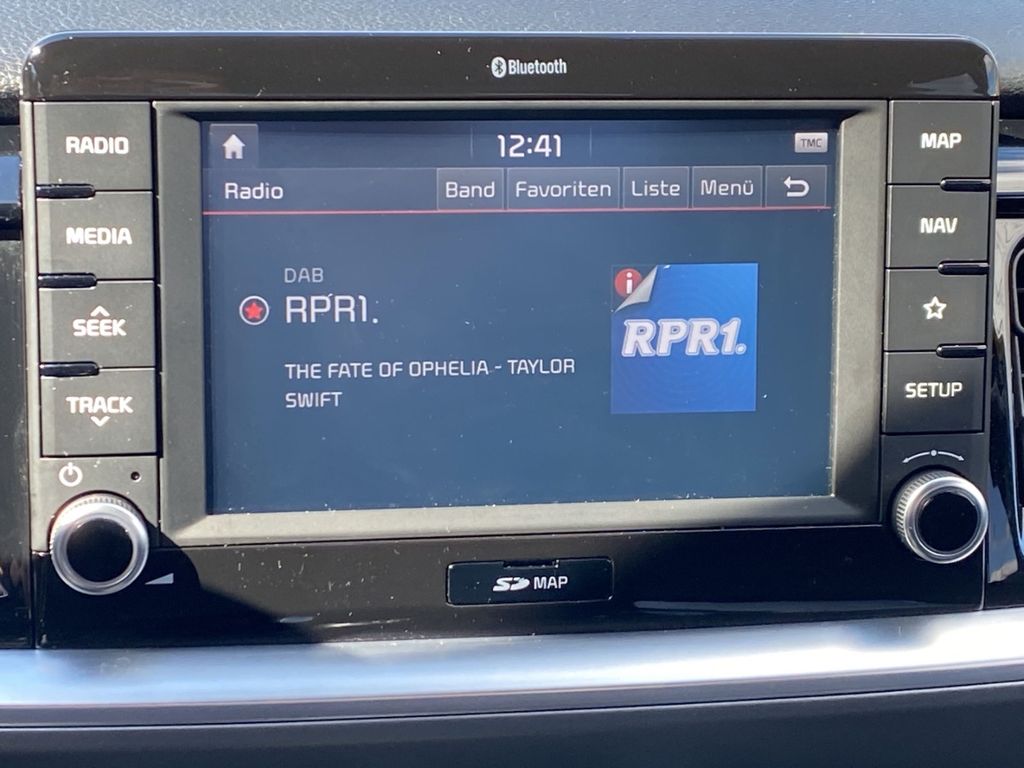 Bluetooth
RADIO
MEDIA
SEEK
TRACK
12:41
TMC
Radio
Band
Favoriten
Liste
Menü
DAB
RPR1.
THE FATE OF OPHELIA - TAYLOR
SWIFT
i
RPR1.
MAP
NAV
SETUP
SD MAP